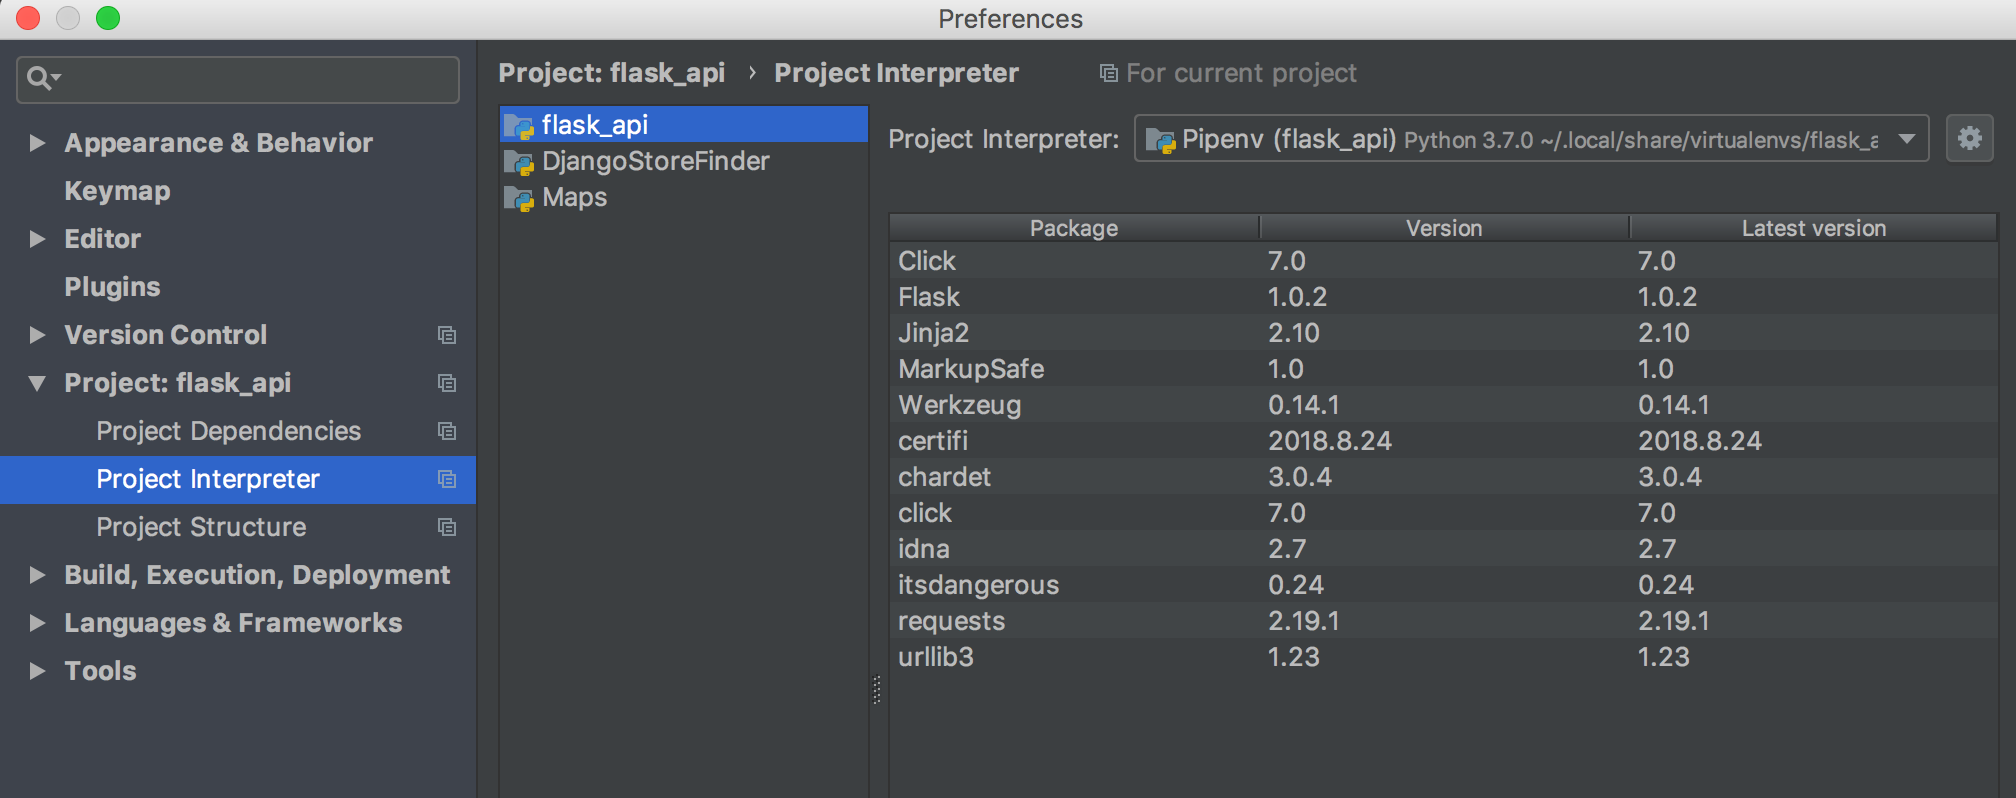 Preferences
Project: flask_api › Project Interpreter For current project
Appearance & Behavior
Keymap
Editor
Plugins
Version Control
Project: flask_api
Project Dependencies
Project Interpreter
Project Structure
Build, Execution, Deployment
Languages & Frameworks
Tools
flask_api
DjangoStoreFinder
Maps
Project Interpreter: Pipenv (flask_api) Python 3.7.0 ~/.local/share/virtualenvs/flask_a
Package Version Latest version
Click 7.0 7.0
Flask 1.0.2 1.0.2
Jinja2 2.10 2.10
MarkupSafe 1.0 1.0
Werkzeug 0.14.1 0.14.1
certifi 2018.8.24 2018.8.24
chardet 3.0.4 3.0.4
click 7.0 7.0
idna 2.7 2.7
itsdangerous 0.24 0.24
requests 2.19.1 2.19.1
urllib3 1.23 1.23